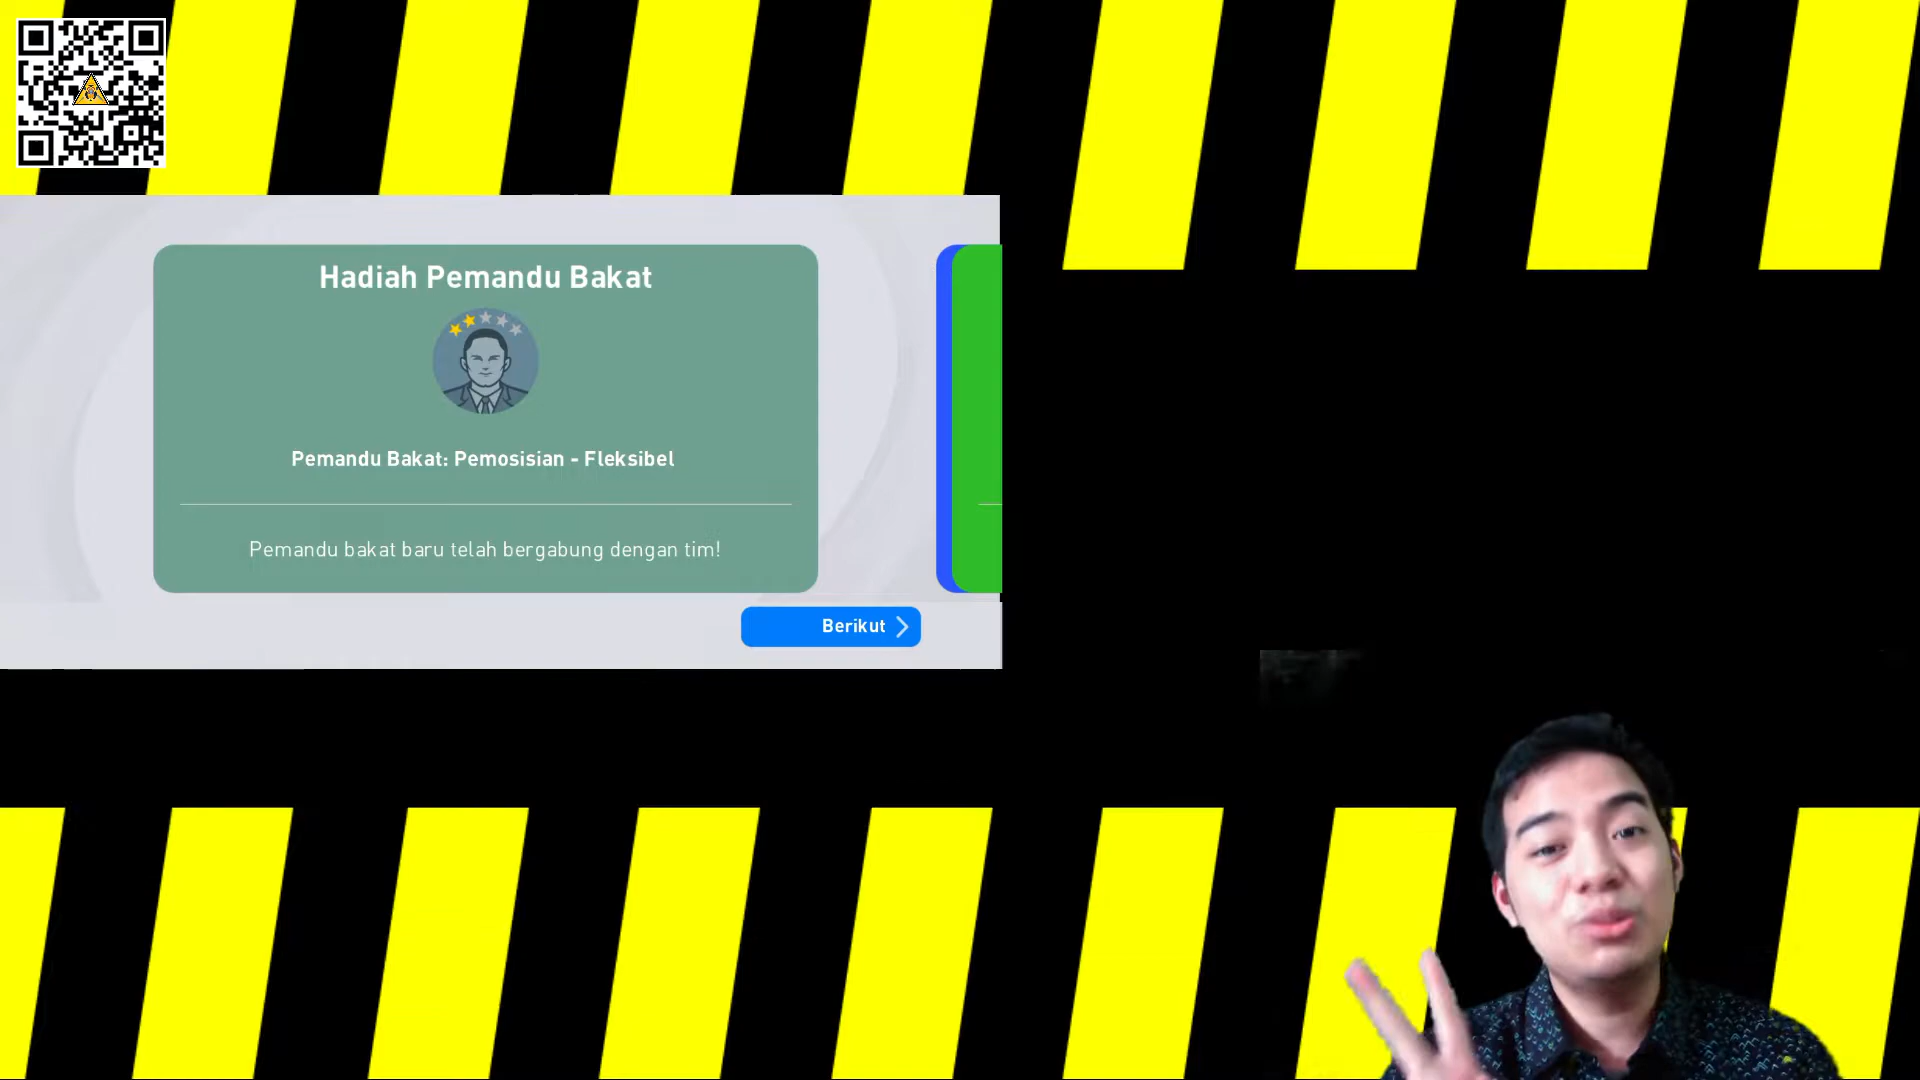 Hadiah Pemandu Bakat
Pemandu Bakat: Pemosisian - Fleksibel
Pemandu bakat baru telah bergabung dengan tim!
Berikut